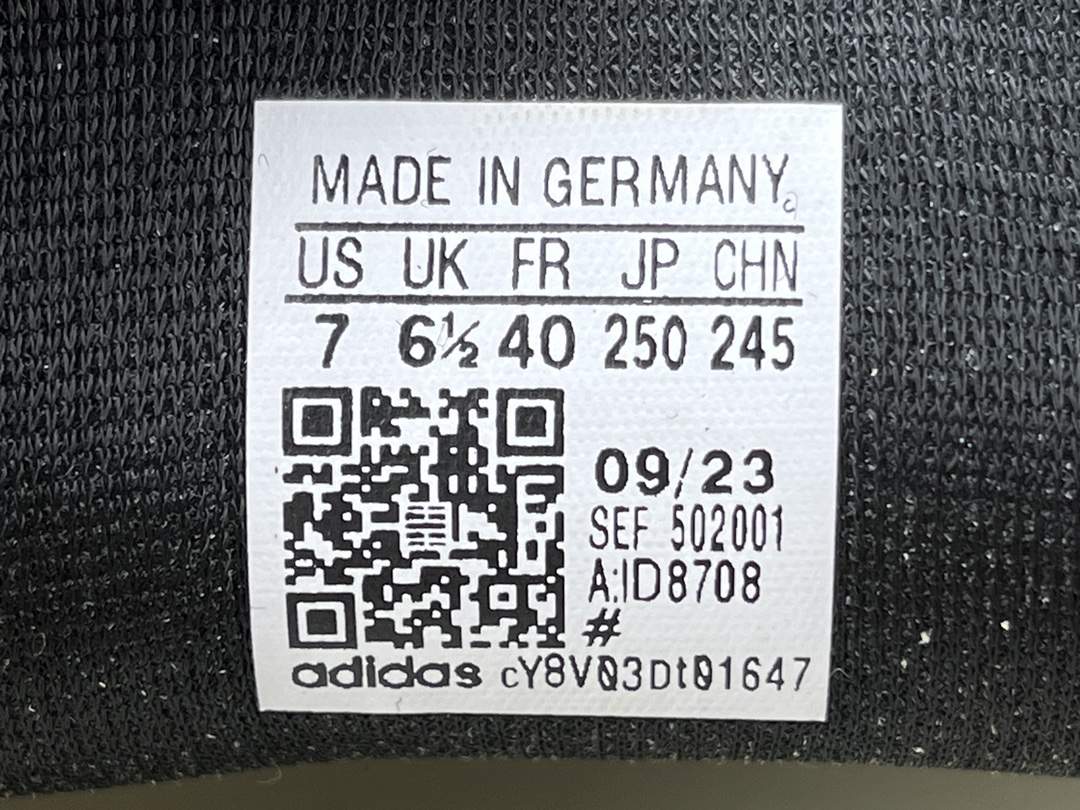 MADE IN GERMANY
US UK FR JP CHN
7 6½ 40 250 245
09/23
SEF 502001
A:ID8708
#
adidas cY8V03Dt01647